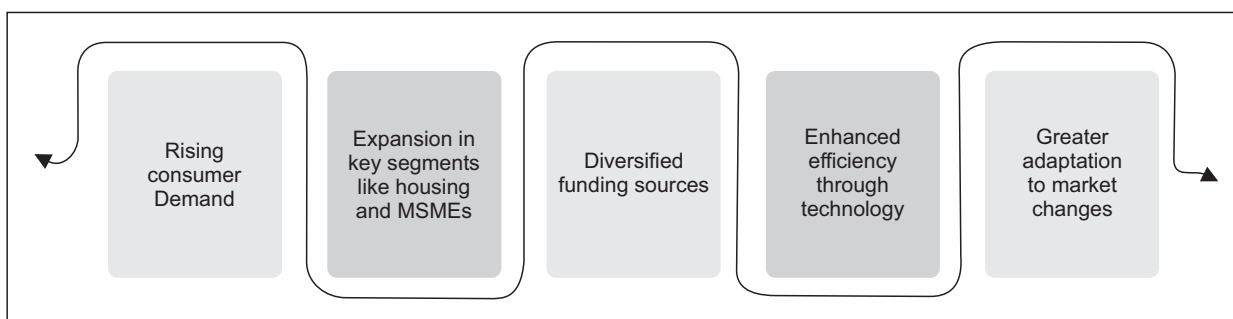 Rising
consumer
Demand
Expansion in
key segments
like housing
and MSMEs
Diversified
funding sources
Enhanced
efficiency
through
technology
Greater
adaptation
to market
changes